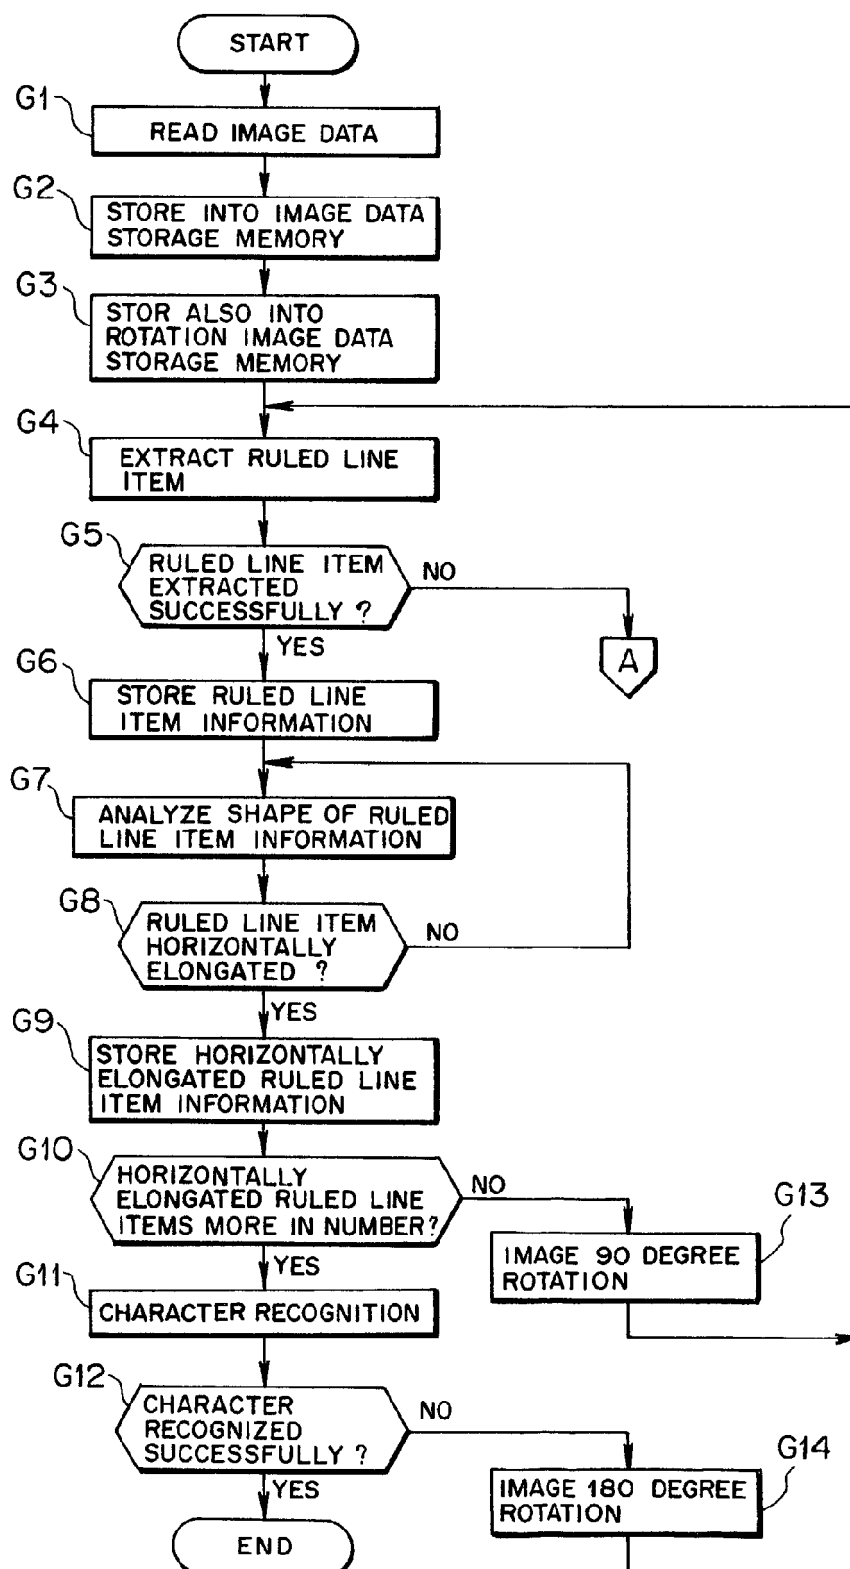 START
G1
READ IMAGE DATA
G2
STORE INTO IMAGE DATA
STORAGE MEMORY
G3
STOR ALSO INTO
ROTATION IMAGE DATA
STORAGE MEMORY
G4
EXTRACT RULED LINE
ITEM
G5
RULED LINE ITEM
EXTRACTED
SUCCESSFULLY ?
NO
A
YES
G6
STORE RULED LINE
ITEM INFORMATION
G7
ANALYZE SHAPE OF RULED
LINE ITEM INFORMATION
G8
RULED LINE ITEM
HORIZONTALLY
ELONGATED ?
NO
YES
G9
STORE HORIZONTALLY
ELONGATED RULED LINE
ITEM INFORMATION
G10
HORIZONTALLY
ELONGATED RULED LINE
ITEMS MORE IN NUMBER?
NO
G13
IMAGE 90 DEGREE
ROTATION
YES
G11
CHARACTER RECOGNITION
G12
CHARACTER
RECOGNIZED
SUCCESSFULLY ?
NO
G14
IMAGE 180 DEGREE
ROTATION
YES
END